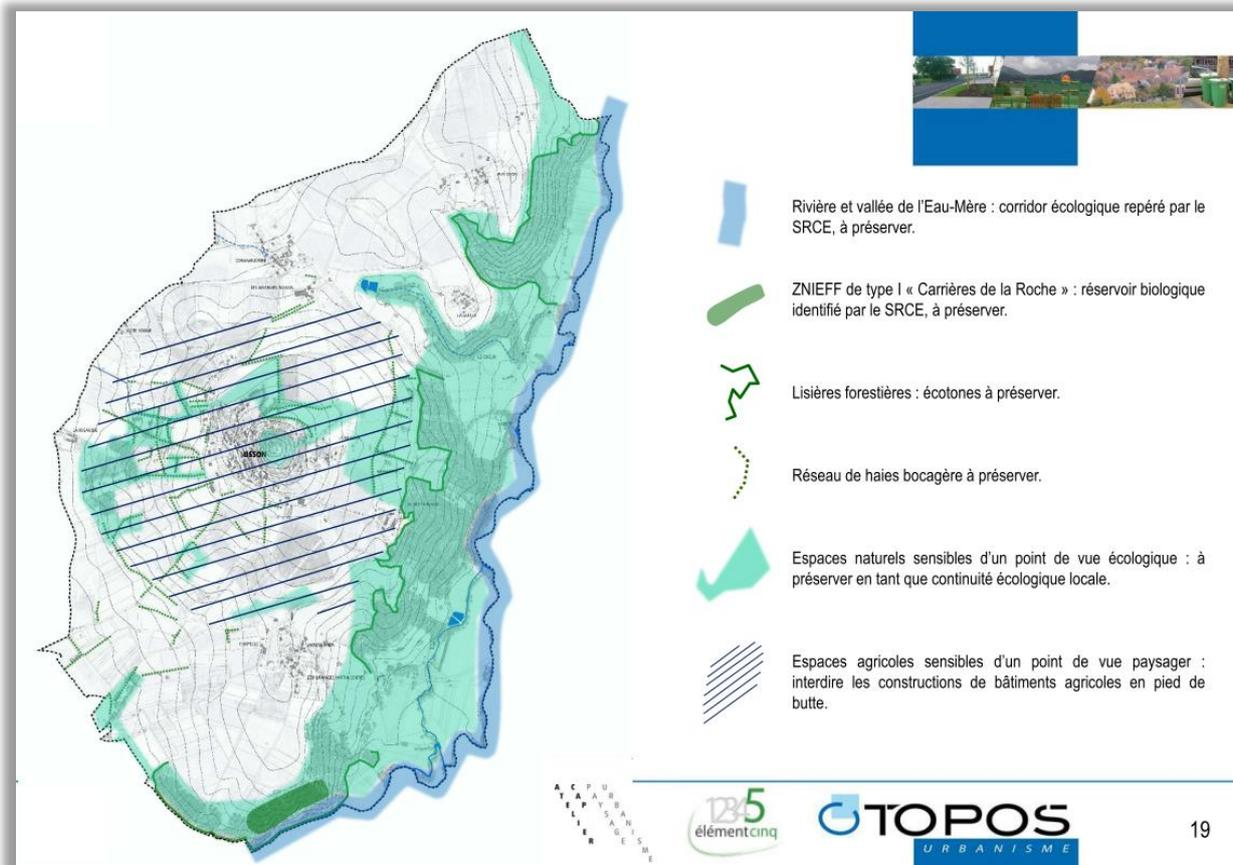 Rivière et vallée de l'Eau-Mère : corridor écologique repéré par le
SRCE, à préserver.
ZNIEFF de type I « Carrières de la Roche » : réservoir biologique
identifié par le SRCE, à préserver.
Lisières forestières : écotones à préserver.
Réseau de haies bocagère à préserver.
Espaces naturels sensibles d'un point de vue écologique : à
préserver en tant que continuité écologique locale.
Espaces agricoles sensibles d'un point de vue paysager :
interdire les constructions de bâtiments agricoles en pied de
butte.
USSON
12345
élémentcinq
TOPOS
URBANISME
19